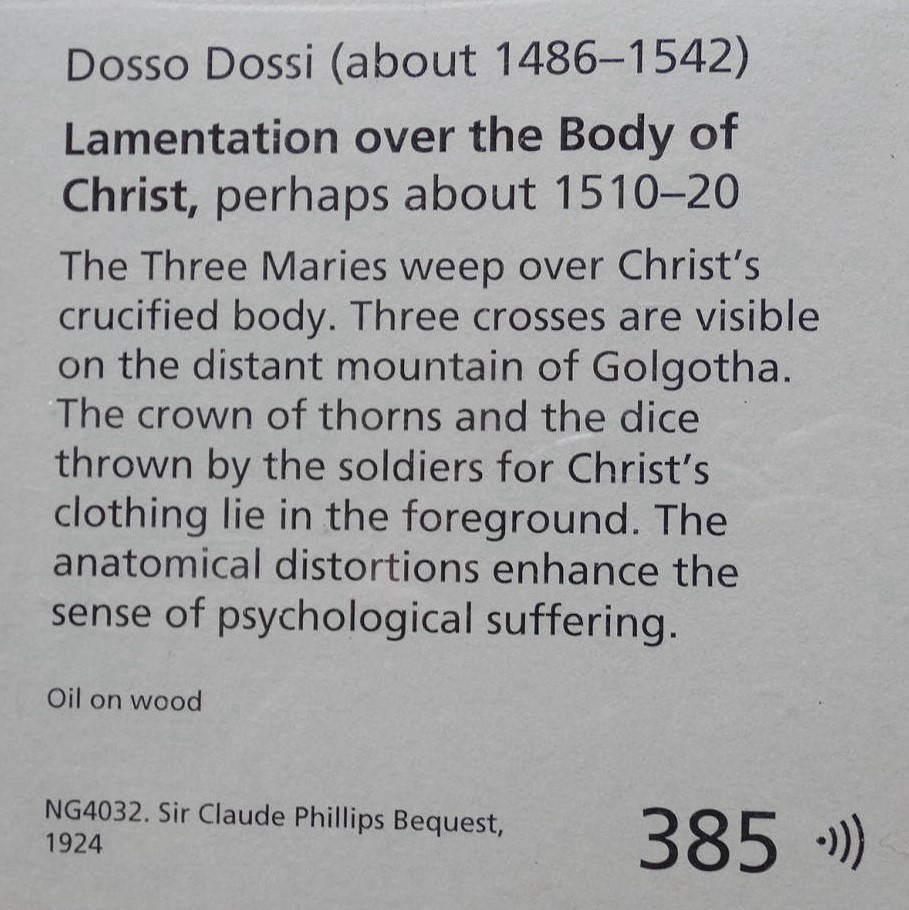 Dosso Dossi (about 1486–1542)
Lamentation over the Body of
Christ, perhaps about 1510–20
The Three Maries weep over Christ's
crucified body. Three crosses are visible
on the distant mountain of Golgotha.
The crown of thorns and the dice
thrown by the soldiers for Christ's
clothing lie in the foreground. The
anatomical distortions enhance the
sense of psychological suffering.
Oil on wood
NG4032. Sir Claude Phillips Bequest,
1924
385